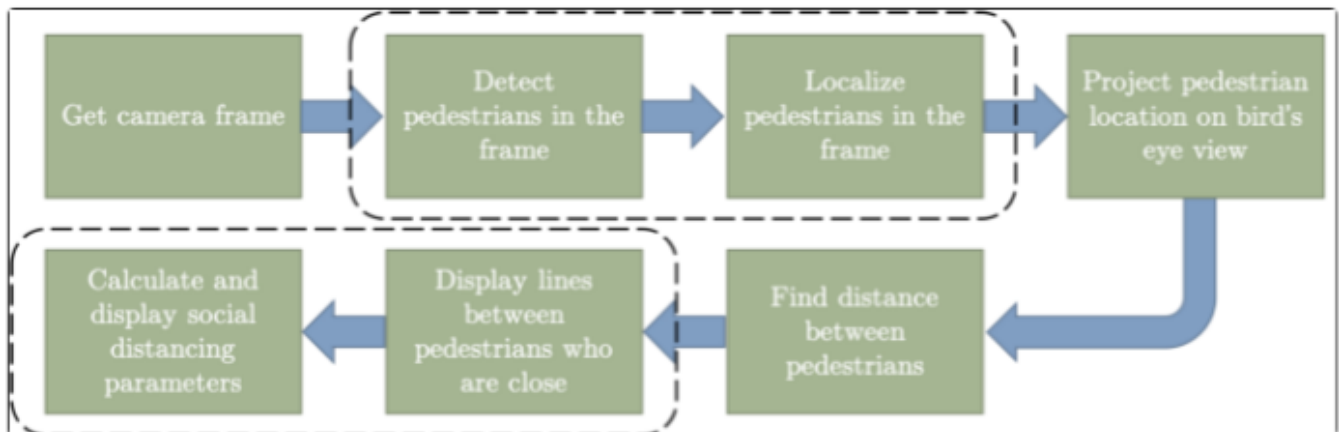 Get camera frame
Detect
pedestrians in the
frame
Localize
pedestrians in the
frame
Project pedestrian
location on bird's
eye view
Find distance
between
pedestrians
Display lines
between
pedestrians who
are close
Calculate and
display social
distancing
parameters